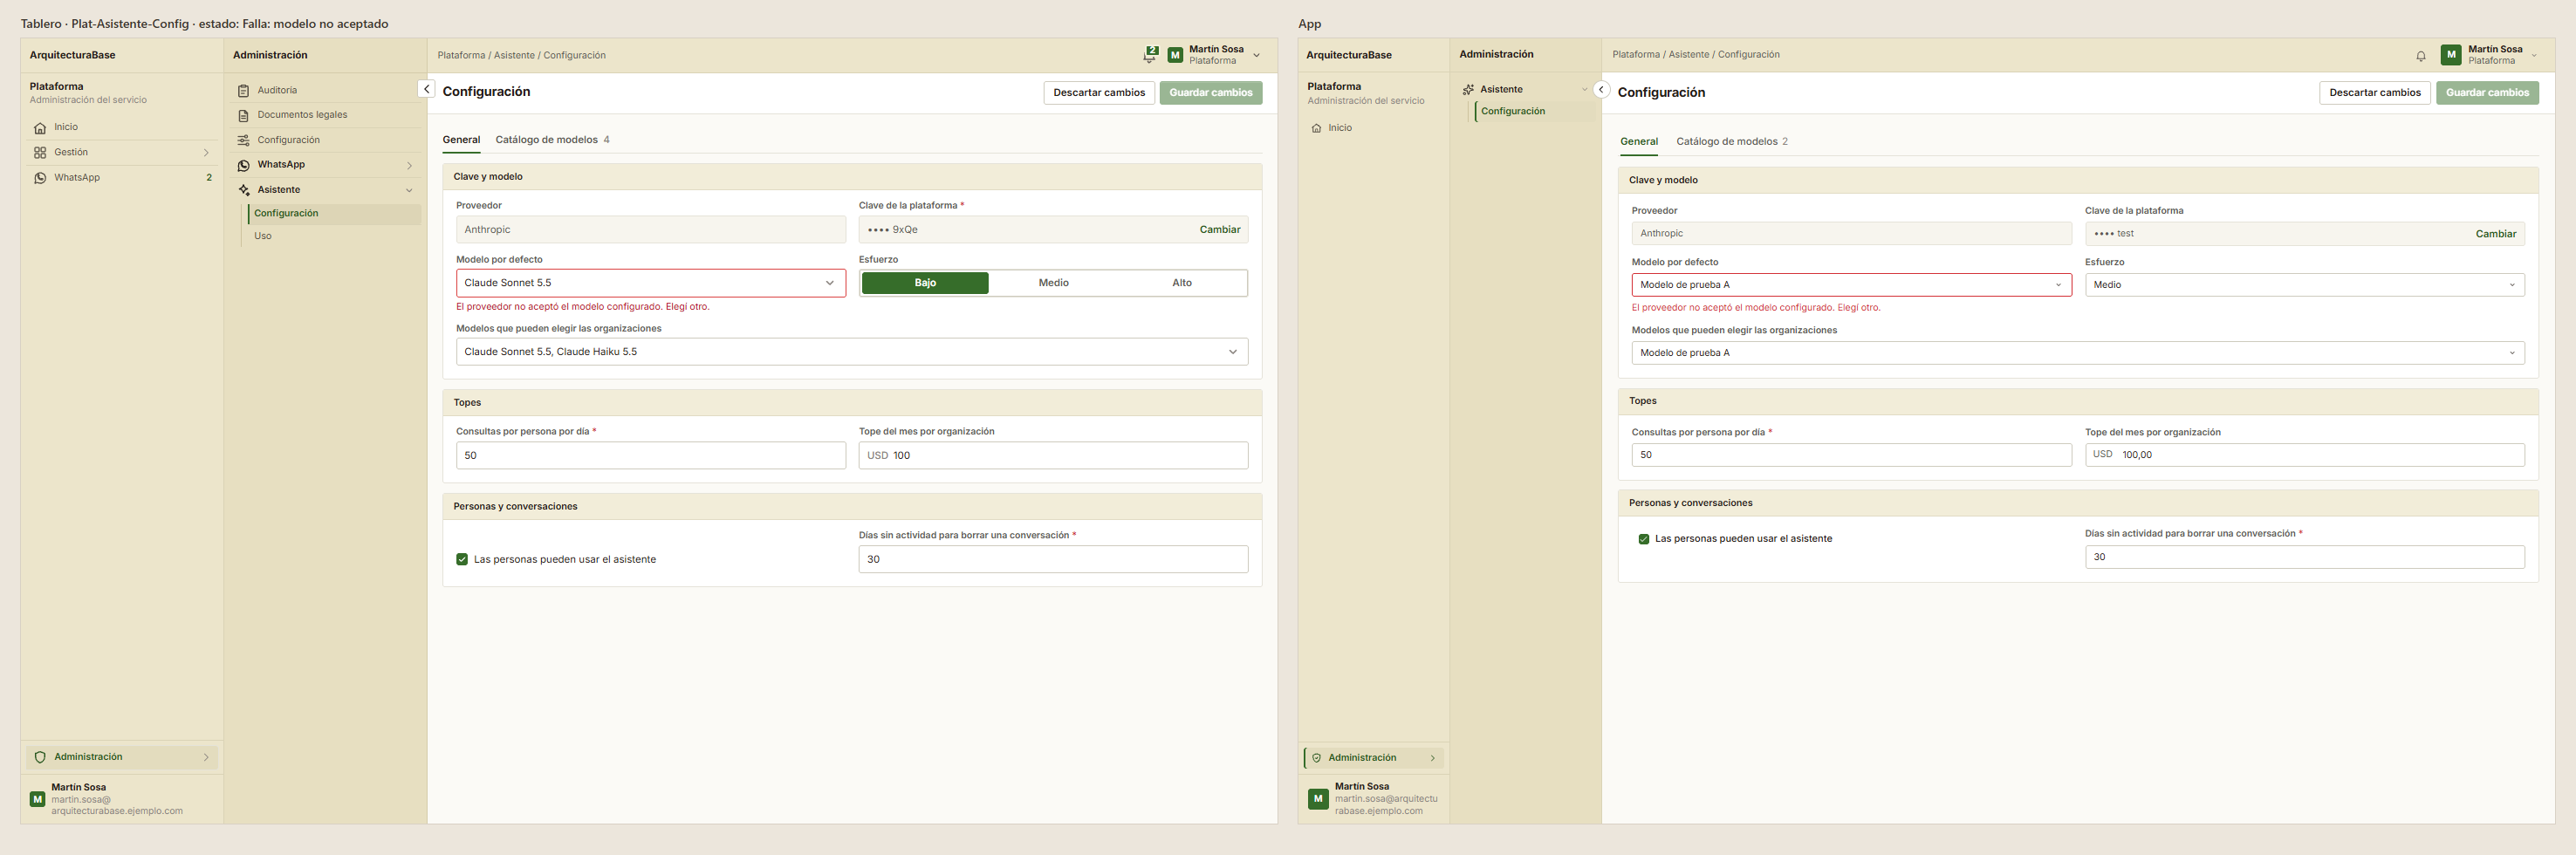 Tablero · Plat-Asistente-Config · estado: Falla: modelo no aceptado
ArquitecturaBase
Plataforma
Administración del servicio
Inicio
Gestión
WhatsApp 2
Administración
Martín Sosa
martin.sosa@
arquitecturabase.ejemplo.com
M
Administración
Auditoría
Documentos legales
Configuración
WhatsApp
Asistente
Configuración
Uso
Plataforma / Asistente / Configuración
2
M
Martín Sosa
Plataforma
Configuración
Descartar cambios
Guardar cambios
General
Catálogo de modelos 4
Clave y modelo
Proveedor
Anthropic
Clave de la plataforma *
•••• 9xQe
Cambiar
Modelo por defecto
Claude Sonnet 5.5
El proveedor no aceptó el modelo configurado. Elegí otro.
Esfuerzo
Bajo
Medio
Alto
Modelos que pueden elegir las organizaciones
Claude Sonnet 5.5, Claude Haiku 5.5
Topes
Consultas por persona por día *
50
Tope del mes por organización
USD 100
Personas y conversaciones
Las personas pueden usar el asistente
Días sin actividad para borrar una conversación *
30
App
ArquitecturaBase
Plataforma
Administración del servicio
Inicio
Administración
M
Martín Sosa
martin.sosa@arquitectu
rabase.ejemplo.com
Administración
Asistente
Configuración
Plataforma / Asistente / Configuración
M
Martín Sosa
Plataforma
Configuración
Descartar cambios
Guardar cambios
General
Catálogo de modelos 2
Clave y modelo
Proveedor
Anthropic
Clave de la plataforma
•••• test
Cambiar
Modelo por defecto
Modelo de prueba A
El proveedor no aceptó el modelo configurado. Elegí otro.
Esfuerzo
Medio
Modelos que pueden elegir las organizaciones
Modelo de prueba A
Topes
Consultas por persona por día *
50
Tope del mes por organización
USD 100,00
Personas y conversaciones
Las personas pueden usar el asistente
Días sin actividad para borrar una conversación *
30